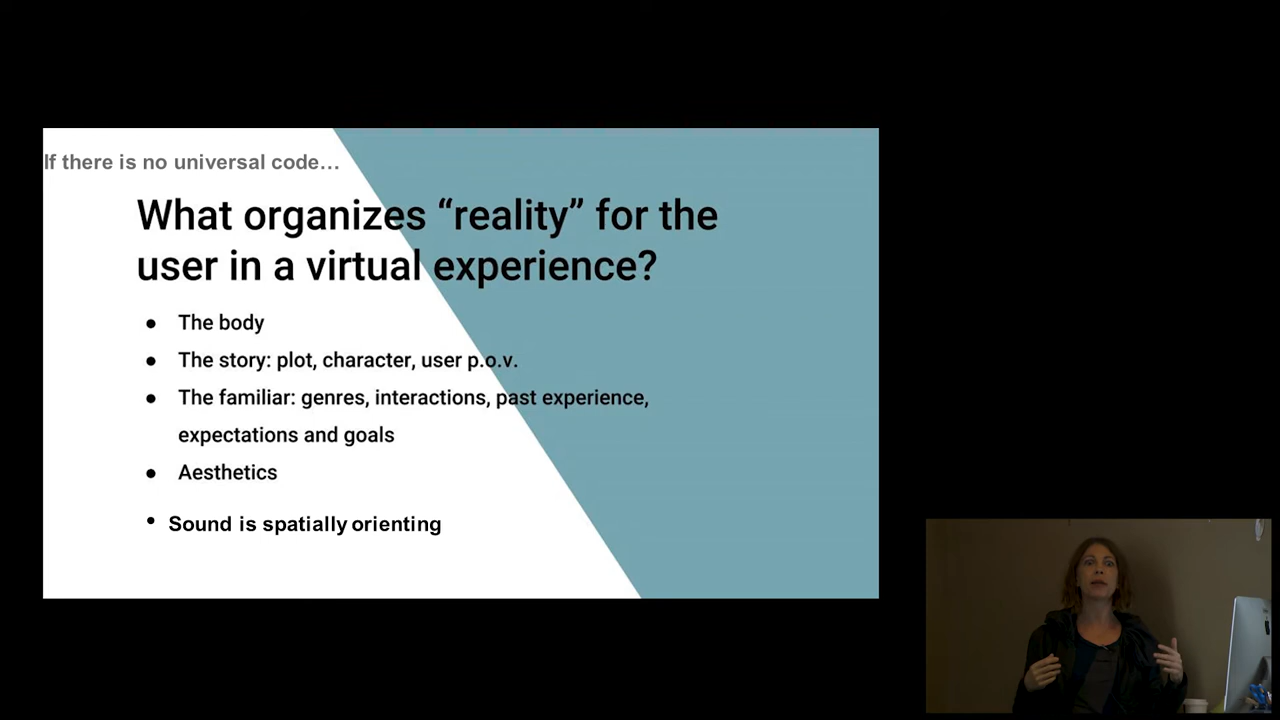 If there is no universal code…
What organizes “reality” for the
user in a virtual experience?
● The body
● The story: plot, character, user p.o.v.
● The familiar: genres, interactions, past experience,
expectations and goals
● Aesthetics
• Sound is spatially orienting